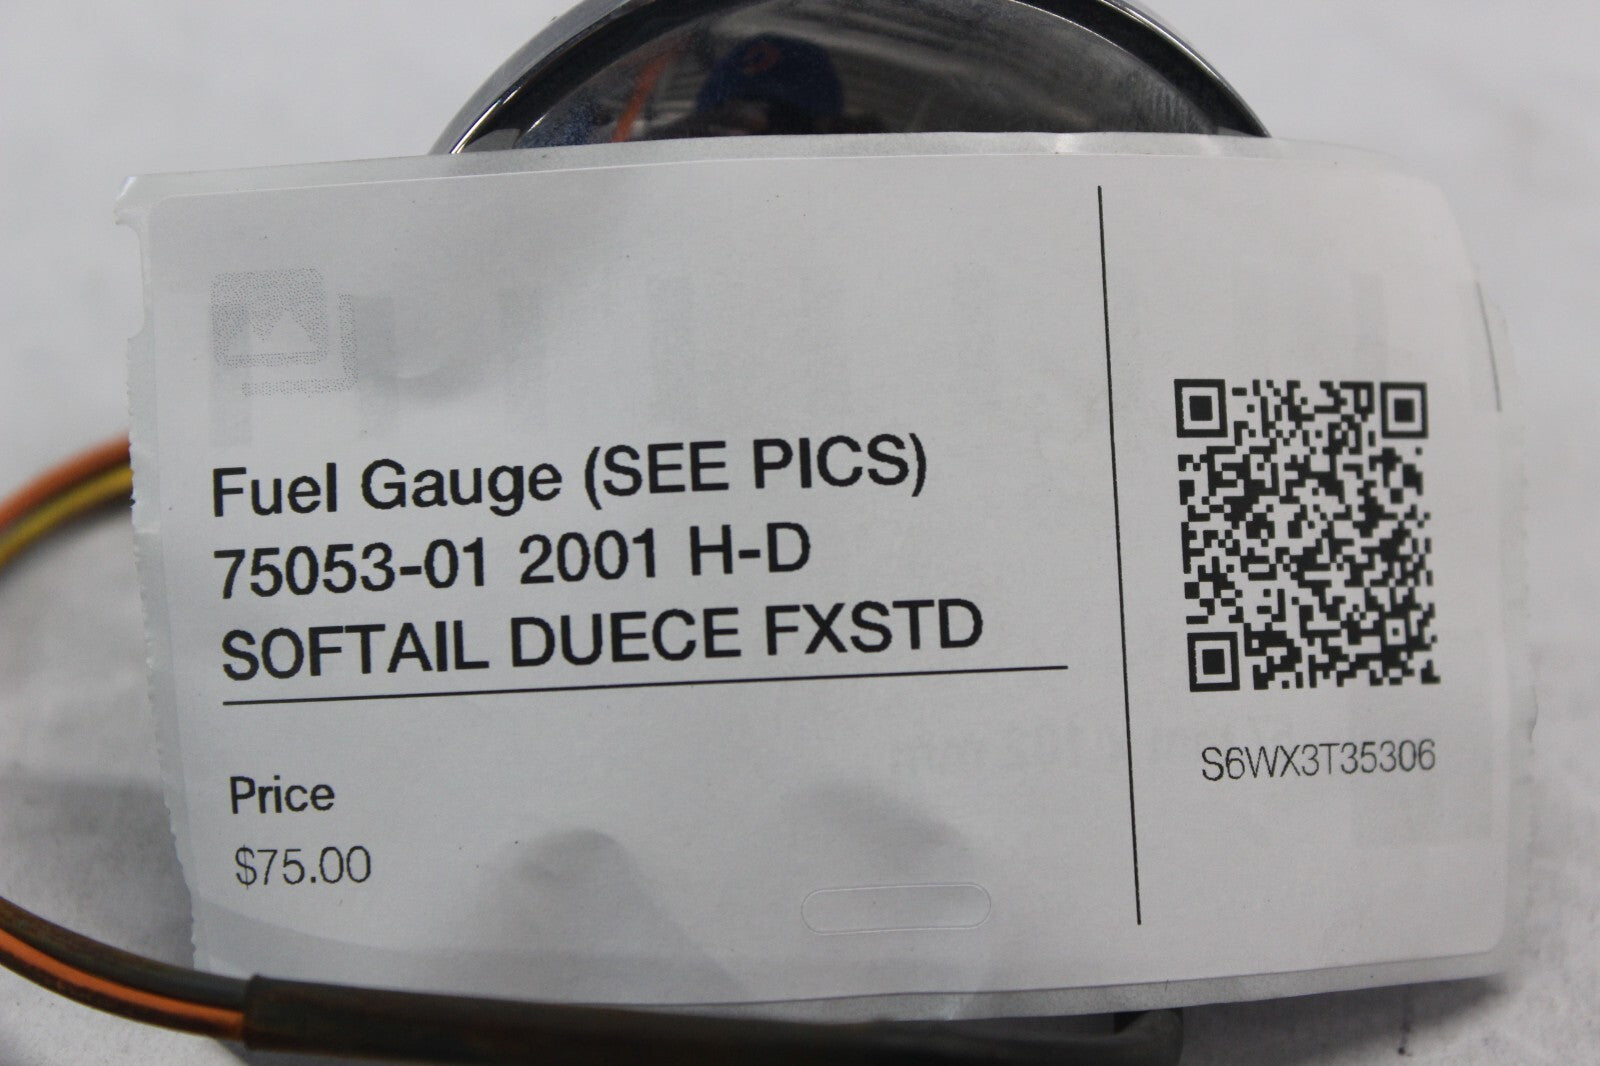 Fuel Gauge (SEE PICS)
75053-01 2001 H-D
SOFTAIL DUECE FXSTD
Price
$75.00
S6WX3T35306